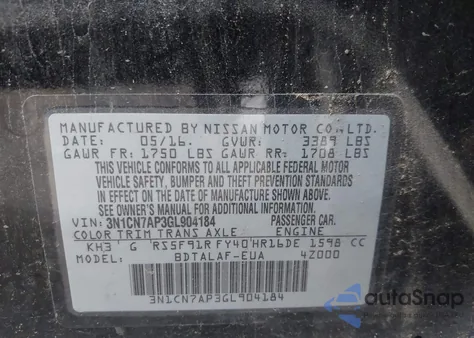 MANUFACTURED BY NISSAN MOTOR CO.,LTD.
DATE: 05/16. GVWR: 3389 LBS
GAWR FR: 1750 LBS GAWR RR: 1708 LBS
THIS VEHICLE CONFORMS TO ALL APPLICABLE FEDERAL MOTOR
VEHICLE SAFETY, BUMPER AND THEFT PREVENTION STANDARDS
IN EFFECT ON THE DATE OF MANUFACTURE SHOWN ABOVE.
SEE OWNER'S MANUAL FOR ADDITIONAL INFORMATION.
VIN: 3N1CN7AP3GL904184 PASSENGER CAR.
COLOR TRIM TRANS AXLE ENGINE
KH3 G RS5F91R FY40 HR16DE 1598 CC
MODEL: BDTALAF-EUA 4Z000
3N1CN7AP3GL904184
autoSnap